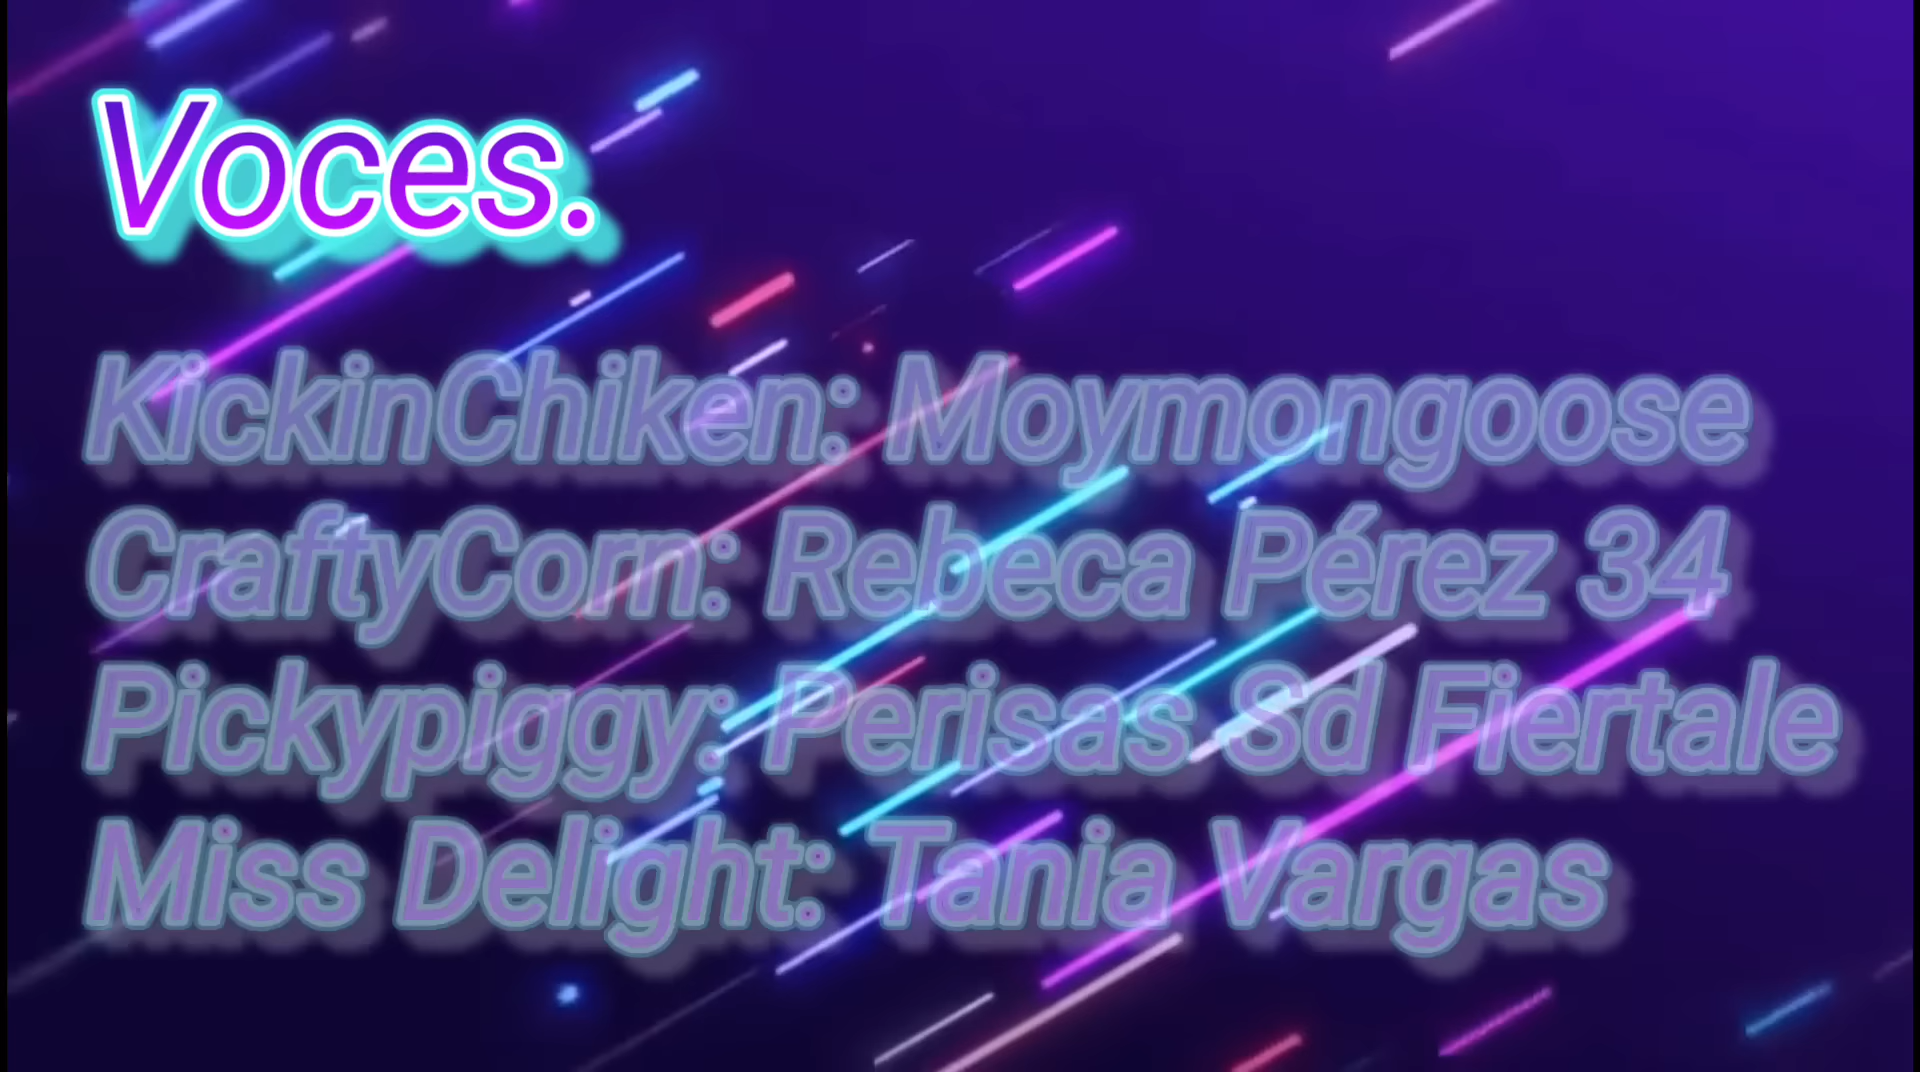 Voces.
KickinChiken: Moymongoose
CraftyCorn: Rebeca Pérez 34
Pickypiggy: Perisas Sd Fiertale
Miss Delight: Tania Vargas